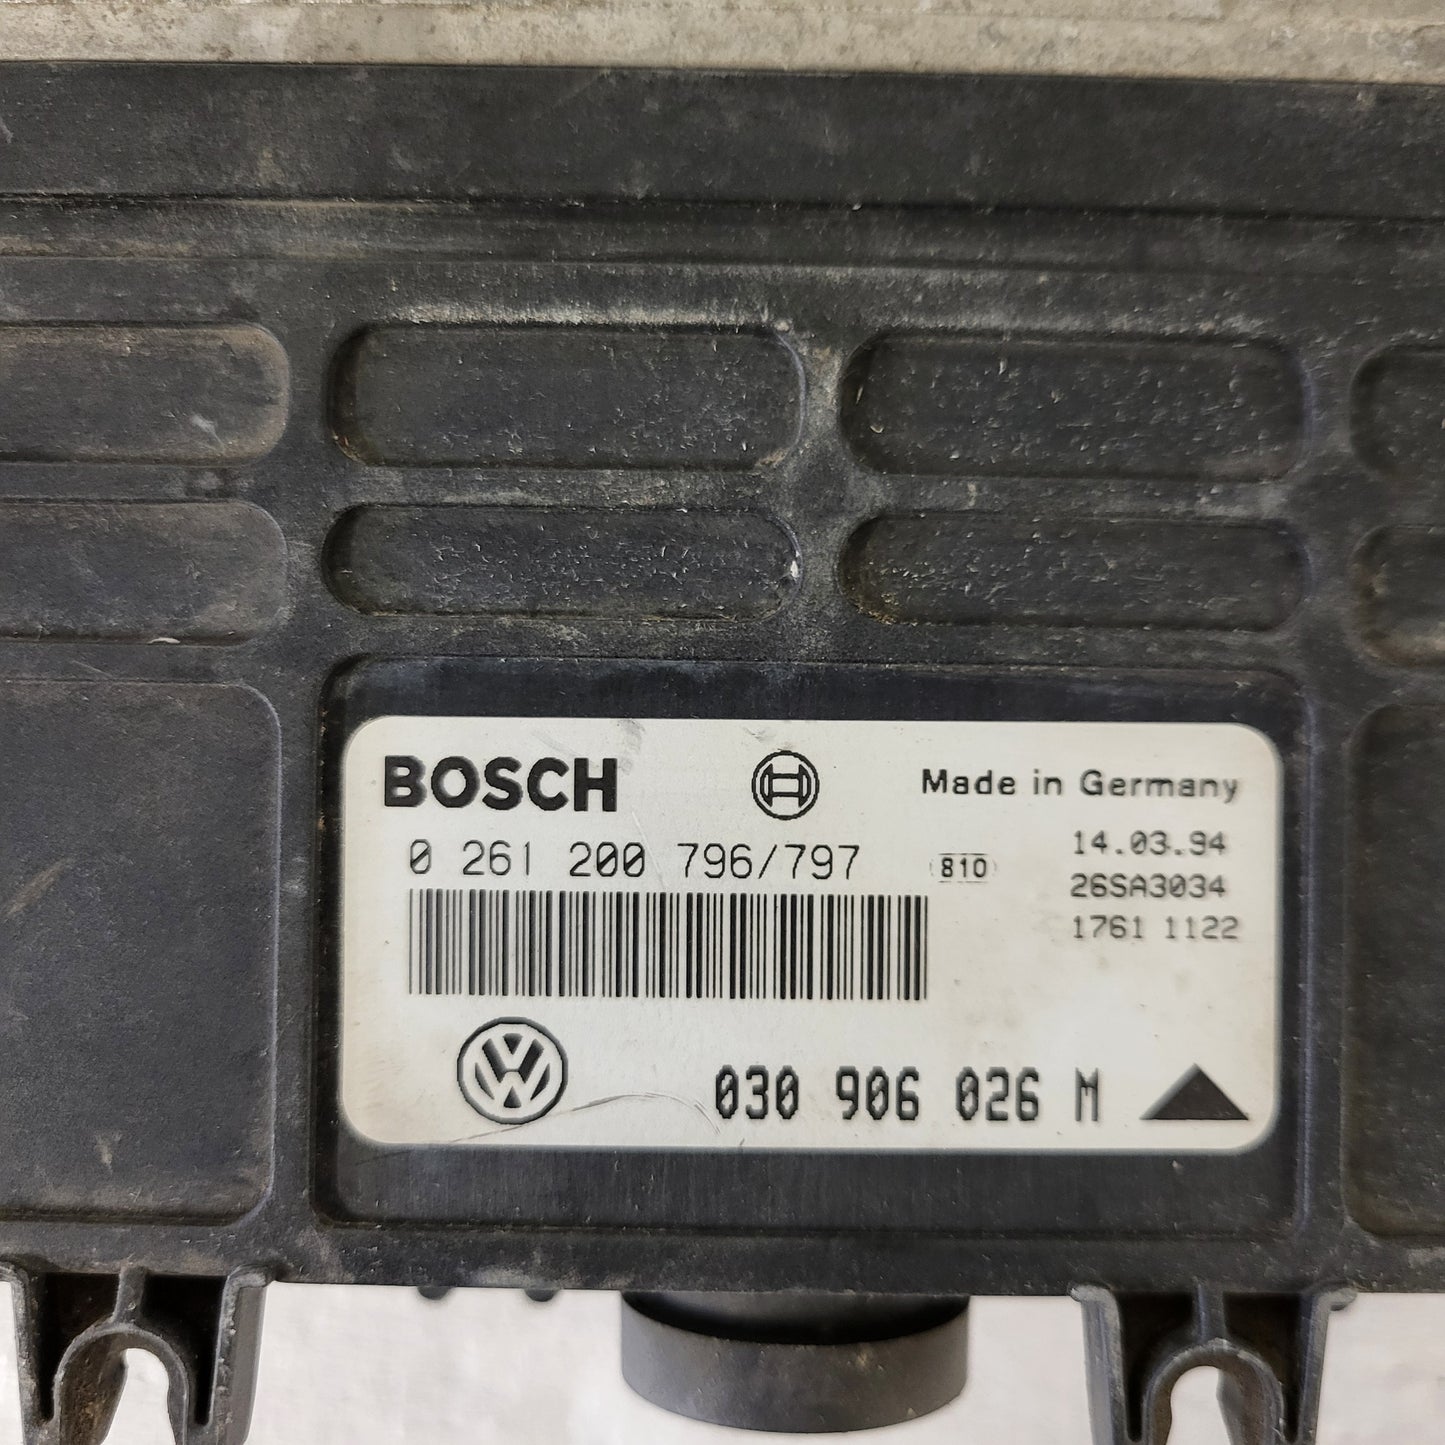 BOSCH
Made in Germany
0 261 200 796/797
810
14.03.94
26SA3034
1761 1122
VW
030 906 026 M